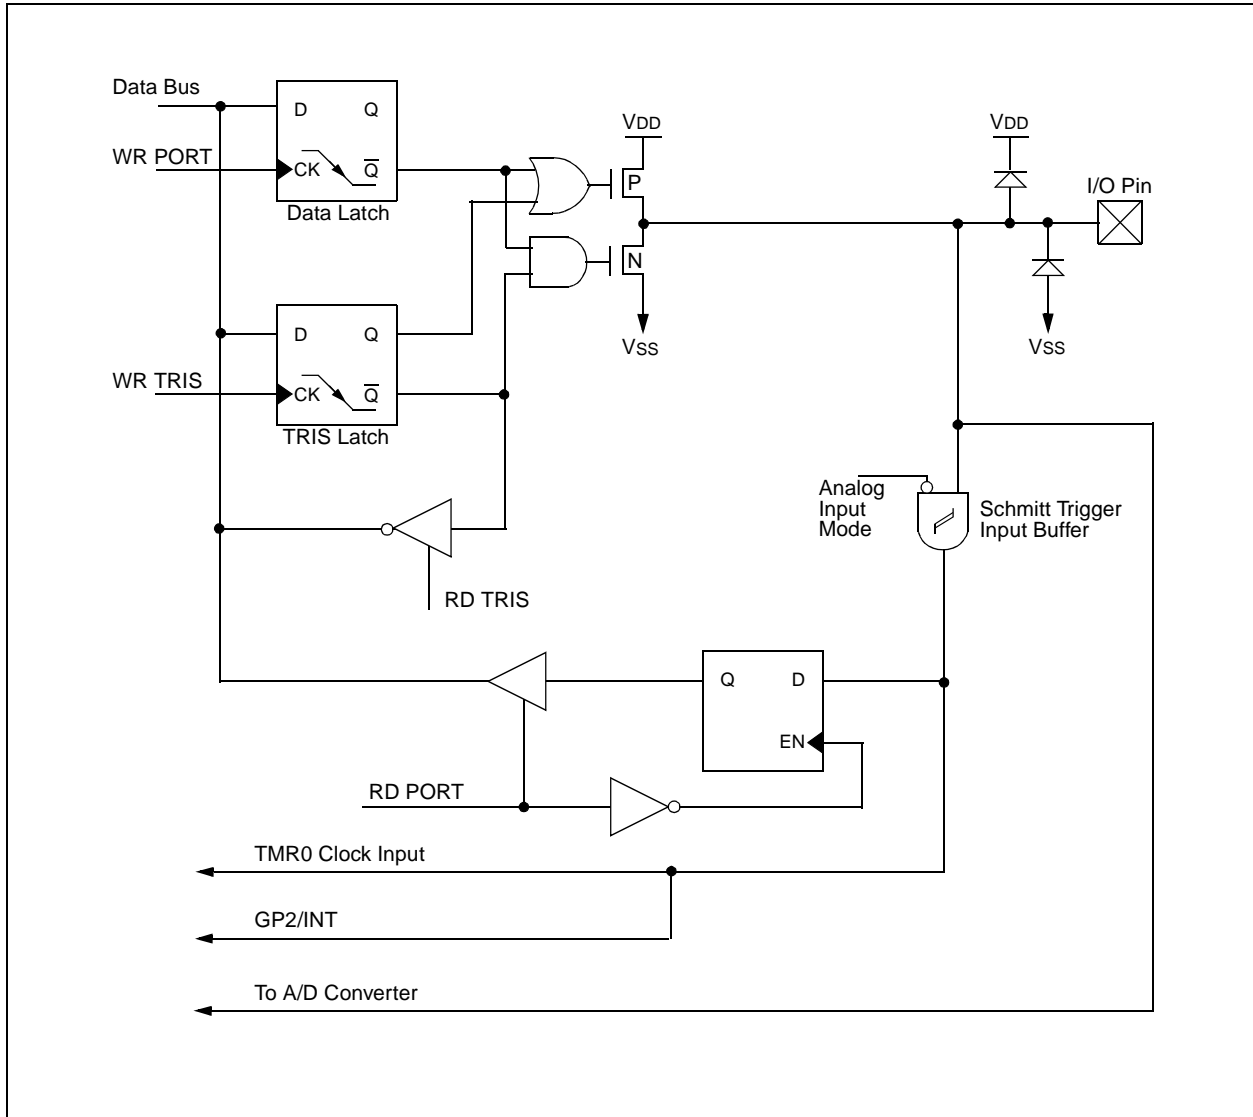 Data Bus
D Q
WR PORT
CK Q̅
Data Latch
VDD
P
N
VSS
VDD
I/O Pin
VSS
D Q
WR TRIS
CK Q̅
TRIS Latch
Analog
Input
Mode
Schmitt Trigger
Input Buffer
RD TRIS
Q D
EN
RD PORT
TMR0 Clock Input
GP2/INT
To A/D Converter